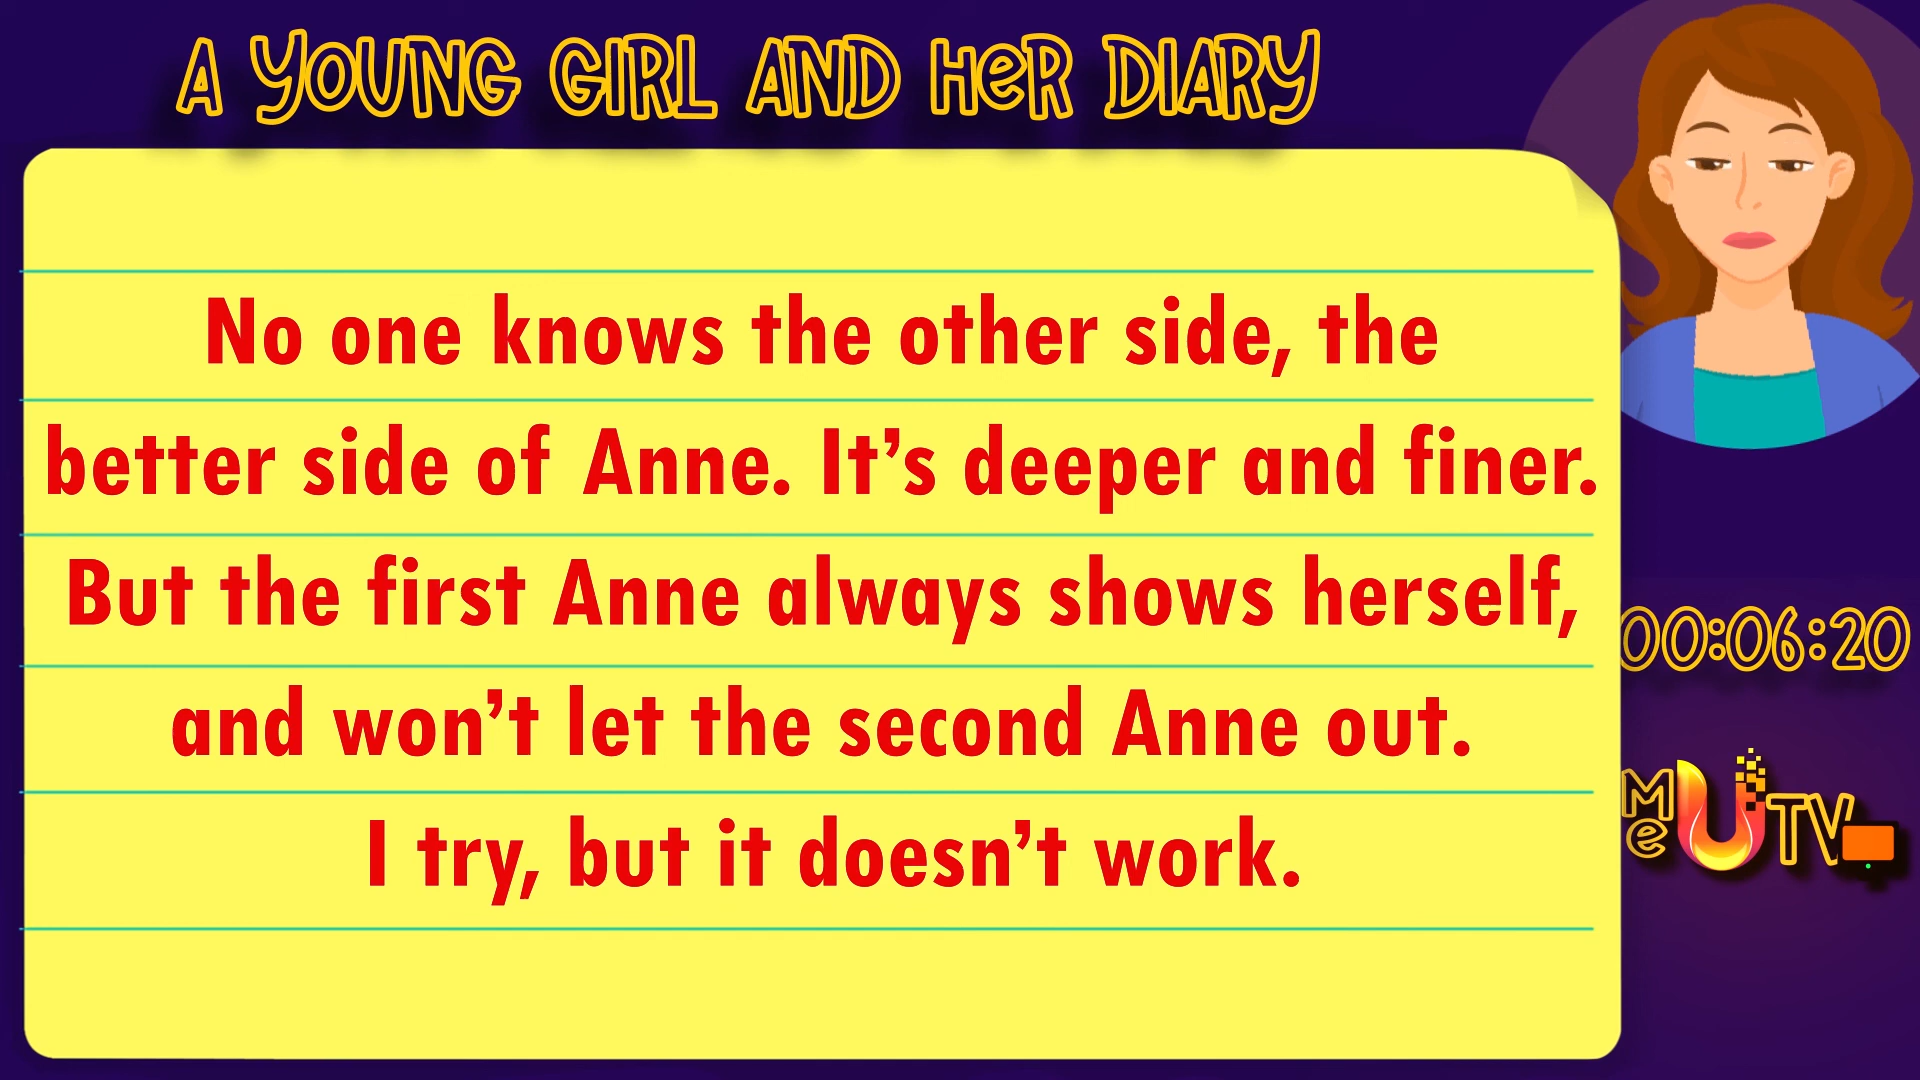 A YOUNG GIRL AND HER DIARY
No one knows the other side, the
better side of Anne. It’s deeper and finer.
But the first Anne always shows herself,
and won’t let the second Anne out.
I try, but it doesn’t work.
00:06:20
Me U TV